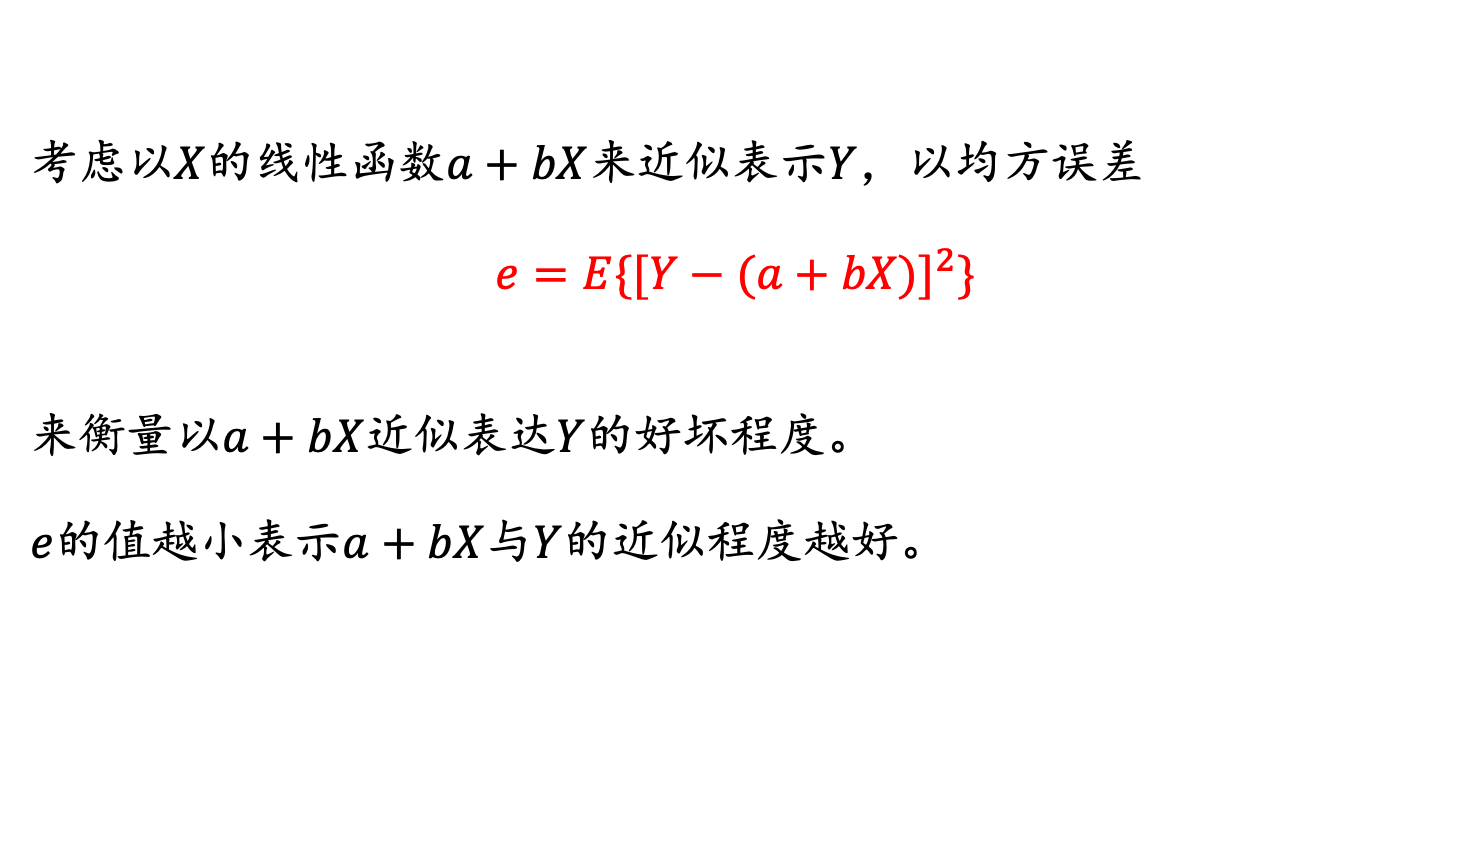 考虑以X的线性函数a + bX来近似表示Y，以均方误差
e = E{[Y − (a + bX)]²}
来衡量以a + bX近似表达Y的好坏程度。
e的值越小表示a + bX与Y的近似程度越好。